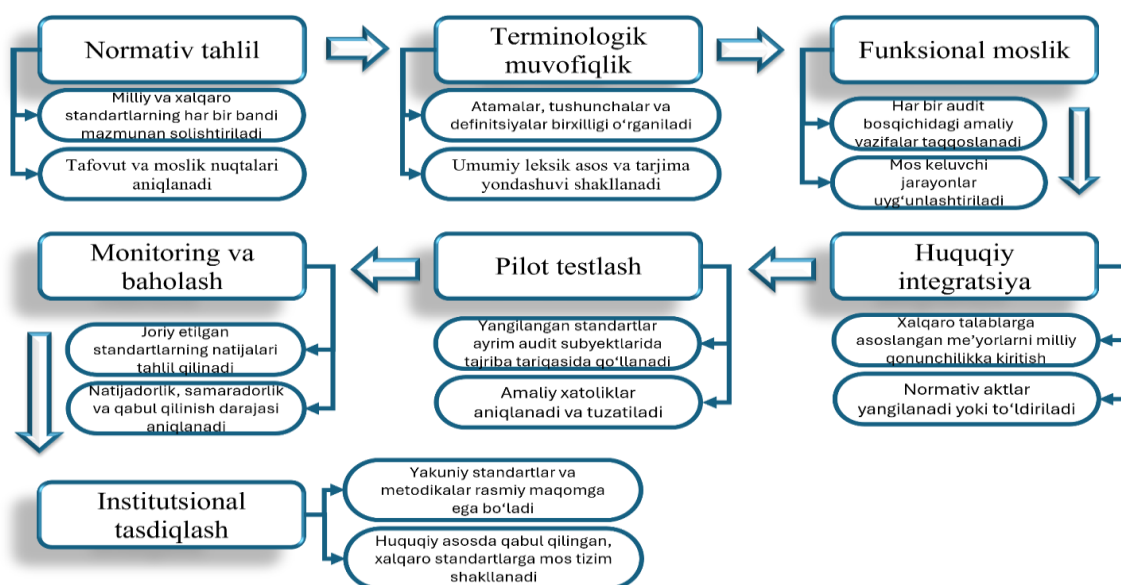 Normativ tahlil
Milliy va xalqaro
standartlarning har bir bandi
mazmunan solishtiriladi
Tafovut va moslik nuqtalari
aniqlanadi
Terminologik
muvofiqlik
Atamalar, tushunchalar va
definitsiyalar birxilligi o‘rganiladi
Umumiy leksik asos va tarjima
yondashuvi shakllanadi
Funksional moslik
Har bir audit
bosqichidagi amaliy
vazifalar taqqoslanadi
Mos keluvchi
jarayonlar
uyg‘unlashtiriladi
Huquqiy
integratsiya
Xalqaro talablarga
asoslangan me’yorlarni milliy
qonunchilikka kiritish
Normativ aktlar
yangilanadi yoki to‘ldiriladi
Pilot testlash
Yangilangan standartlar
ayrim audit subyektlarida
tajriba tariqasida qo‘llanadi
Amaliy xatoliklar
aniqlanadi va tuzatiladi
Monitoring va
baholash
Joriy etilgan
standartlarning natijalari
tahlil qilinadi
Natijadorlik, samaradorlik
va qabul qilinish darajasi
aniqlanadi
Institutsional
tasdiqlash
Yakuniy standartlar va
metodikalar rasmiy maqomga
ega bo‘ladi
Huquqiy asosda qabul qilingan,
xalqaro standartlarga mos tizim
shakllanadi